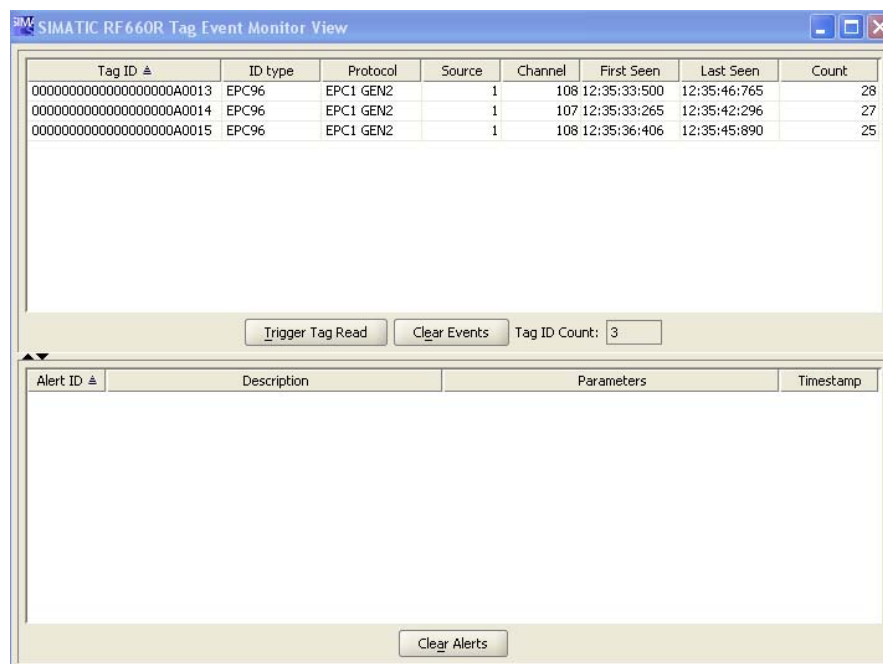 SIMATIC RF660R Tag Event Monitor View
Tag ID ID type Protocol Source Channel First Seen Last Seen Count
000000000000000000A0013 EPC96 EPC1 GEN2 1 108 12:35:33:500 12:35:46:765 28
000000000000000000A0014 EPC96 EPC1 GEN2 1 107 12:35:33:265 12:35:42:296 27
000000000000000000A0015 EPC96 EPC1 GEN2 1 108 12:35:36:406 12:35:45:890 25
Trigger Tag Read Clear Events Tag ID Count: 3
Alert ID Description Parameters Timestamp
Clear Alerts